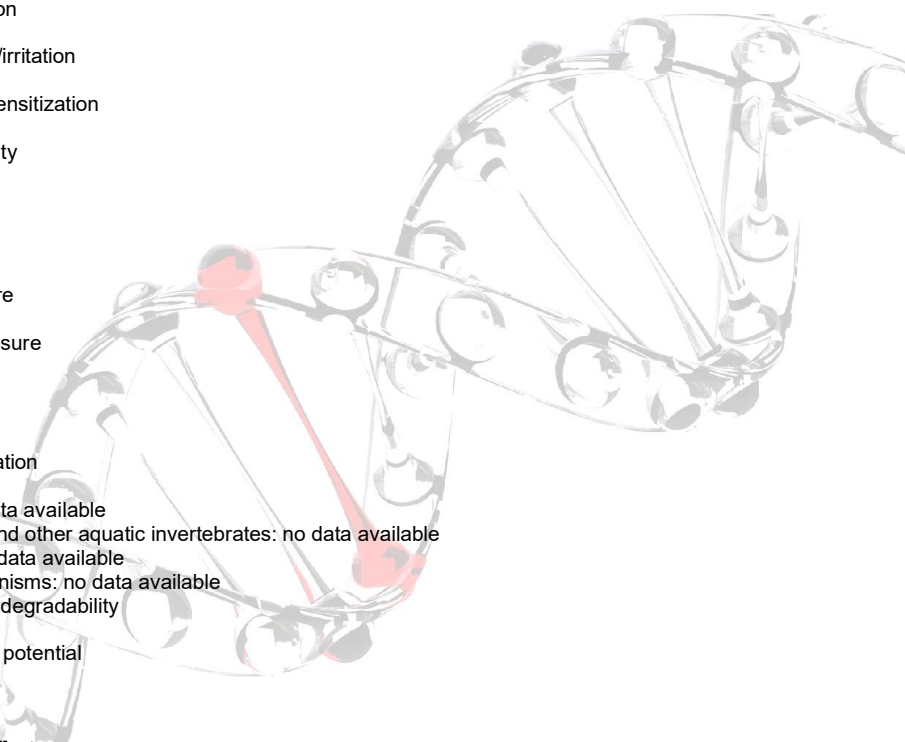 on
/irritation
ensitization
ty
re
sure
ation
ta available
nd other aquatic invertebrates: no data available
data available
nisms: no data available
degradability
potential